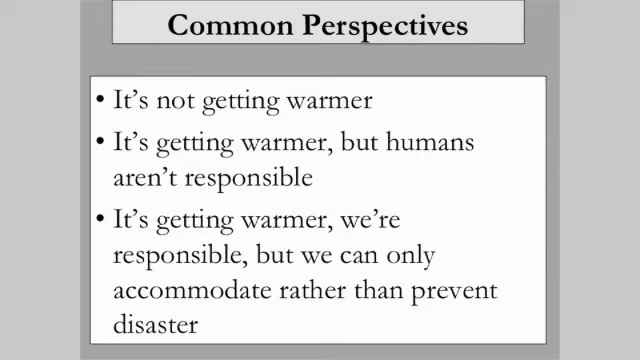 Common Perspectives
• It’s not getting warmer
• It’s getting warmer, but humans
aren’t responsible
• It’s getting warmer, we’re
responsible, but we can only
accommodate rather than prevent
disaster